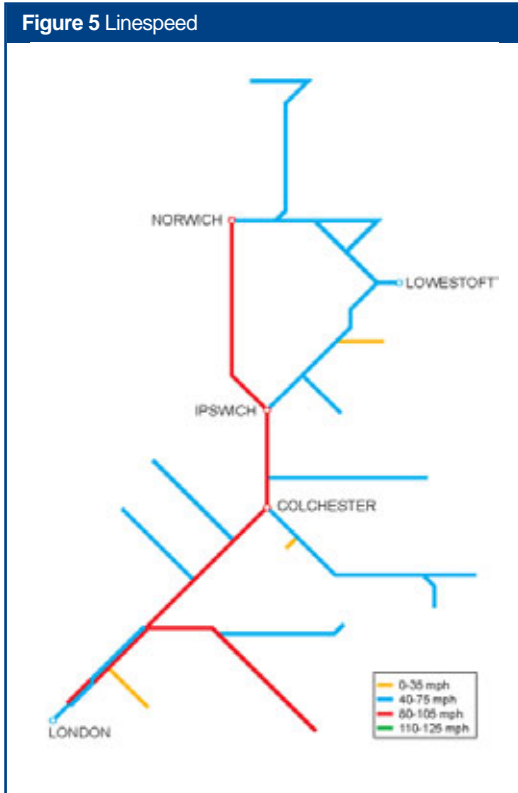 Figure 5 Linespeed
NORWICH
LOWESTOFT
IPSWICH
COLCHESTER
0-35 mph
40-75 mph
80-105 mph
110-125 mph
LONDON